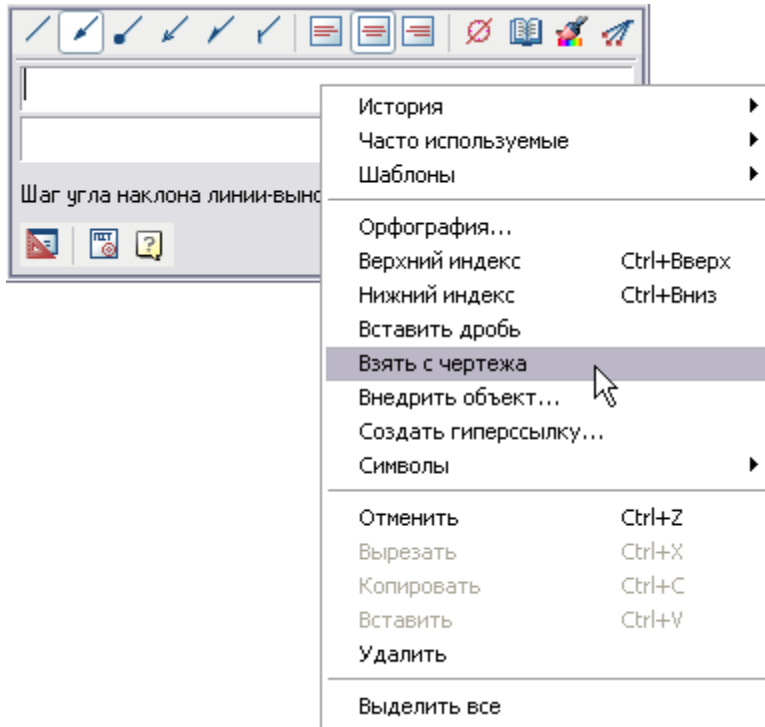 История
Часто используемые
Шаблоны
Шаг угла наклона линии-выно
Орфография...
Верхний индекс Ctrl+Вверх
Нижний индекс Ctrl+Вниз
Вставить дробь
Взять с чертежа
Внедрить объект...
Создать гиперссылку...
Символы
Отменить Ctrl+Z
Вырезать Ctrl+X
Копировать Ctrl+C
Вставить Ctrl+V
Удалить
Выделить все